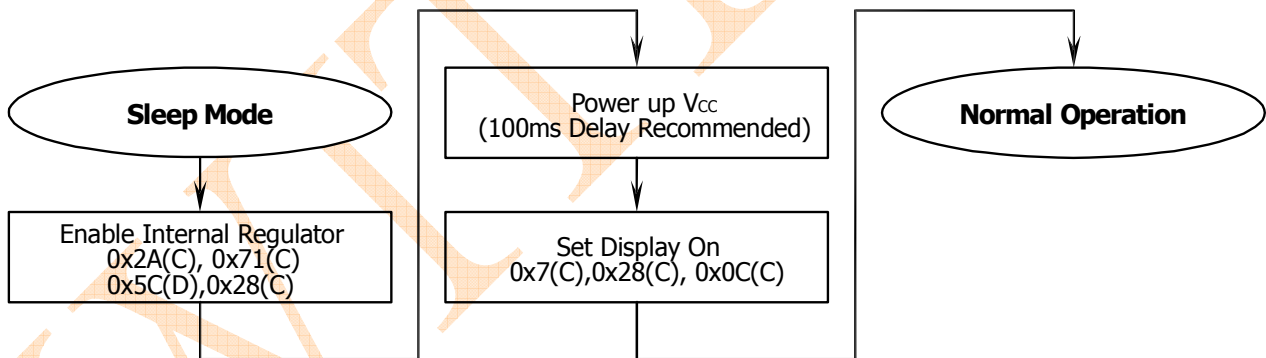 Sleep Mode
Enable Internal Regulator
0x2A(C), 0x71(C)
0x5C(D),0x28(C)
Power up VCC
(100ms Delay Recommended)
Set Display On
0x7(C),0x28(C), 0x0C(C)
Normal Operation